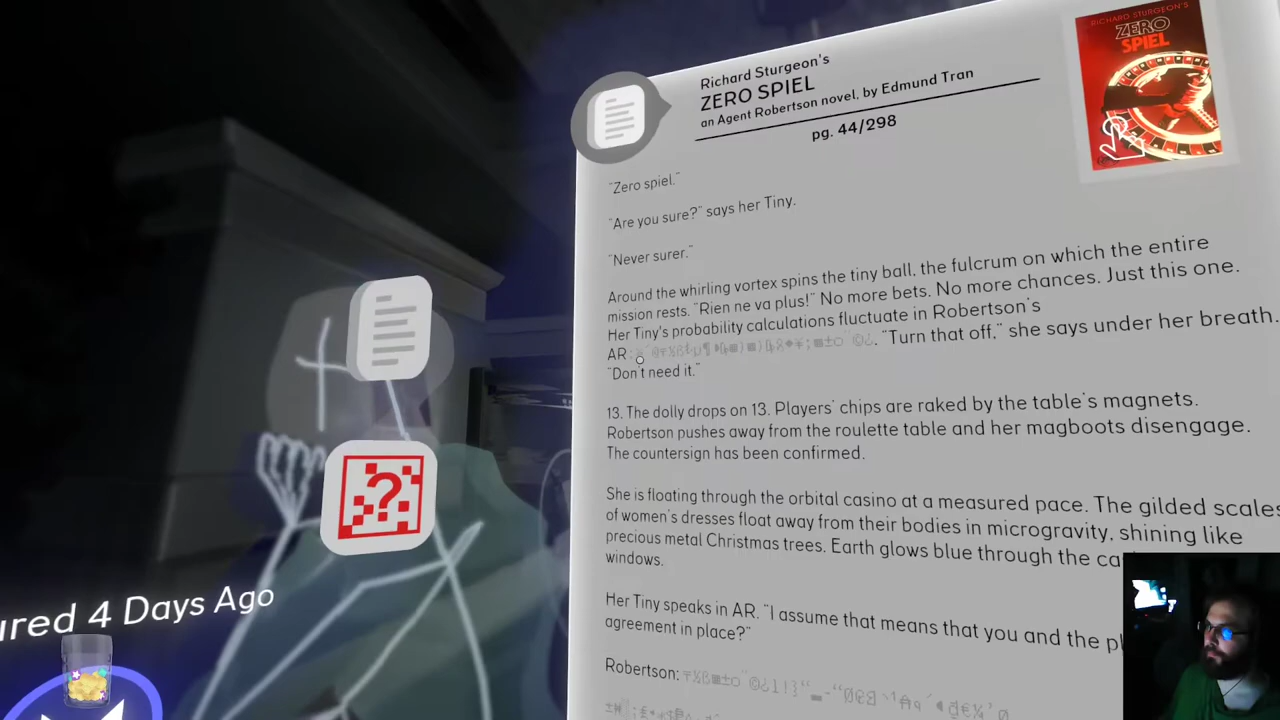 Richard Sturgeon's
ZERO SPIEL
an Agent Robertson novel, by Edmund Tran
pg. 44/298
RICHARD STURGEON'S
ZERO
SPIEL
"Zero spiel."
"Are you sure?" says her Tiny.
"Never surer."
Around the whirling vortex spins the tiny ball, the fulcrum on which the entire
mission rests. "Rien ne va plus!" No more bets. No more chances. Just this one.
Her Tiny's probability calculations fluctuate in Robertson's
AR: "Turn that off," she says under her breath.
"Don't need it."
13. The dolly drops on 13. Players' chips are raked by the table's magnets.
Robertson pushes away from the roulette table and her magboots disengage.
The countersign has been confirmed.
She is floating through the orbital casino at a measured pace. The gilded scales
of women's dresses float away from their bodies in microgravity, shining like
precious metal Christmas trees. Earth glows blue through the
windows.
Her Tiny speaks in AR. "I assume that means that you and the
agreement in place?"
Robertson:
?
ured 4 Days Ago